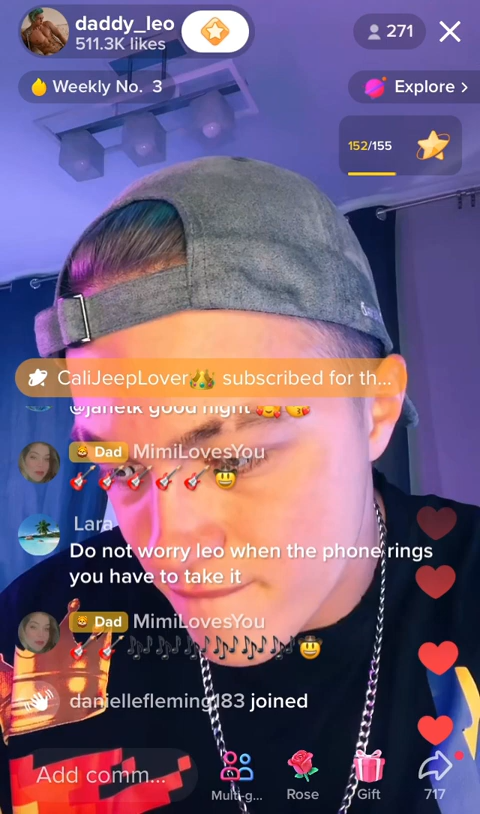 daddy_leo
511.3K likes
271
Weekly No. 3
Explore >
152/155
CaliJeepLover subscribed for th...
@janetk good night
Dad MimiLovesYou
Lara
Do not worry leo when the phone rings
you have to take it
Dad MimiLovesYou
daniellefleming183 joined
Add comm...
Multi-g...
Rose
Gift
717